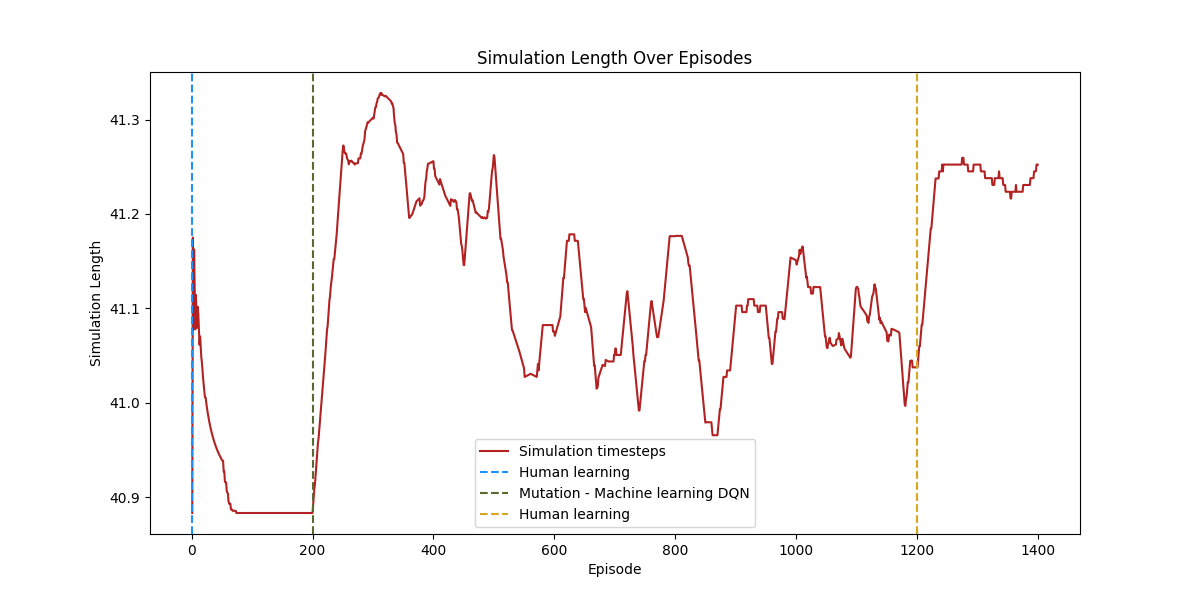 Simulation Length Over Episodes
Simulation Length
41.3
41.2
41.1
41.0
40.9
Simulation timesteps
Human learning
Mutation - Machine learning DQN
Human learning
0 200 400 600 800 1000 1200 1400
Episode